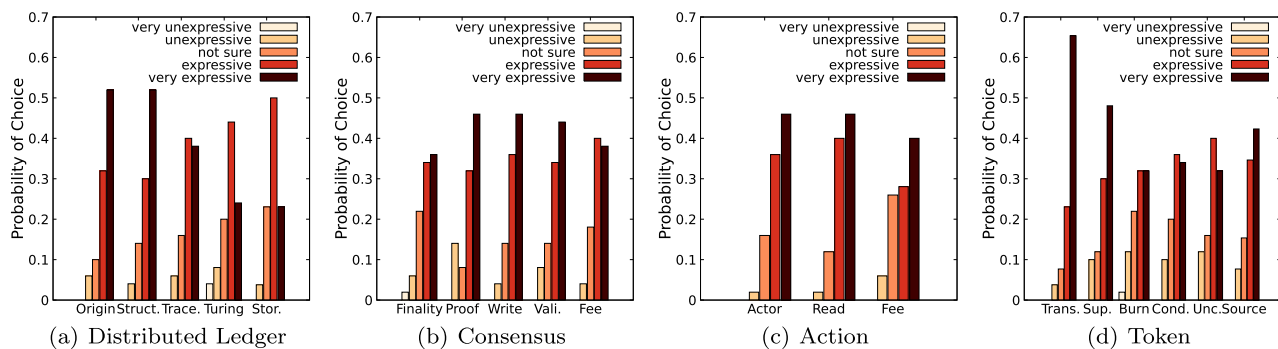 0.7
0.6
0.5
0.4
0.3
0.2
0.1
0
Probability of Choice
very unexpressive
unexpressive
not sure
expressive
very expressive
Origin Struct. Trace. Turing Stor.
(a) Distributed Ledger
0.7
0.6
0.5
0.4
0.3
0.2
0.1
0
Probability of Choice
very unexpressive
unexpressive
not sure
expressive
very expressive
Finality Proof Write Vali. Fee
(b) Consensus
0.7
0.6
0.5
0.4
0.3
0.2
0.1
0
Probability of Choice
very unexpressive
unexpressive
not sure
expressive
very expressive
Actor Read Fee
(c) Action
0.7
0.6
0.5
0.4
0.3
0.2
0.1
0
Probability of Choice
very unexpressive
unexpressive
not sure
expressive
very expressive
Trans. Sup. Burn Cond. Unc. Source
(d) Token